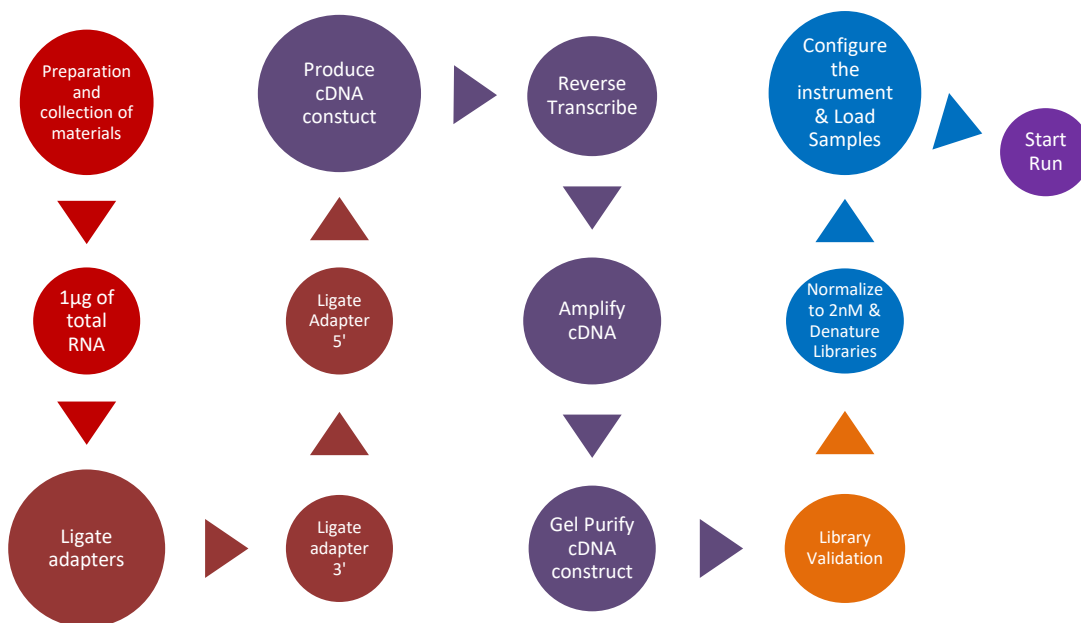 Preparation
and
collection of
materials
1µg of
total
RNA
Ligate
adapters
Ligate
adapter
3'
Ligate
Adapter
5'
Produce
cDNA
constuct
Reverse
Transcribe
Amplify
cDNA
Gel Purify
cDNA
construct
Library
Validation
Normalize
to 2nM &
Denature
Libraries
Configure
the
instrument
& Load
Samples
Start
Run